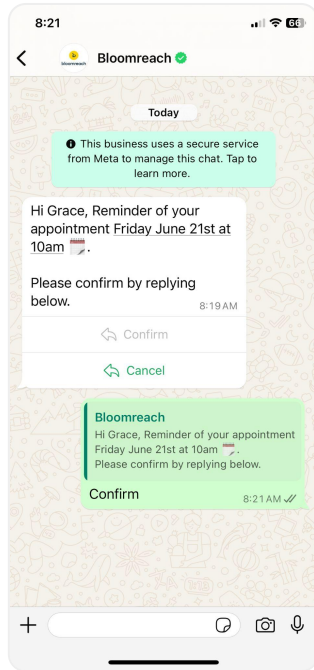 8:21
66
bloomreach
Bloomreach
Today
This business uses a secure service
from Meta to manage this chat. Tap to
learn more.
Hi Grace, Reminder of your
appointment Friday June 21st at
10am 🗓️.
Please confirm by replying
below.
8:19 AM
Confirm
Cancel
Bloomreach
Hi Grace, Reminder of your appointment
Friday June 21st at 10am 🗓️.
Please confirm by replying below.
Confirm
8:21 AM